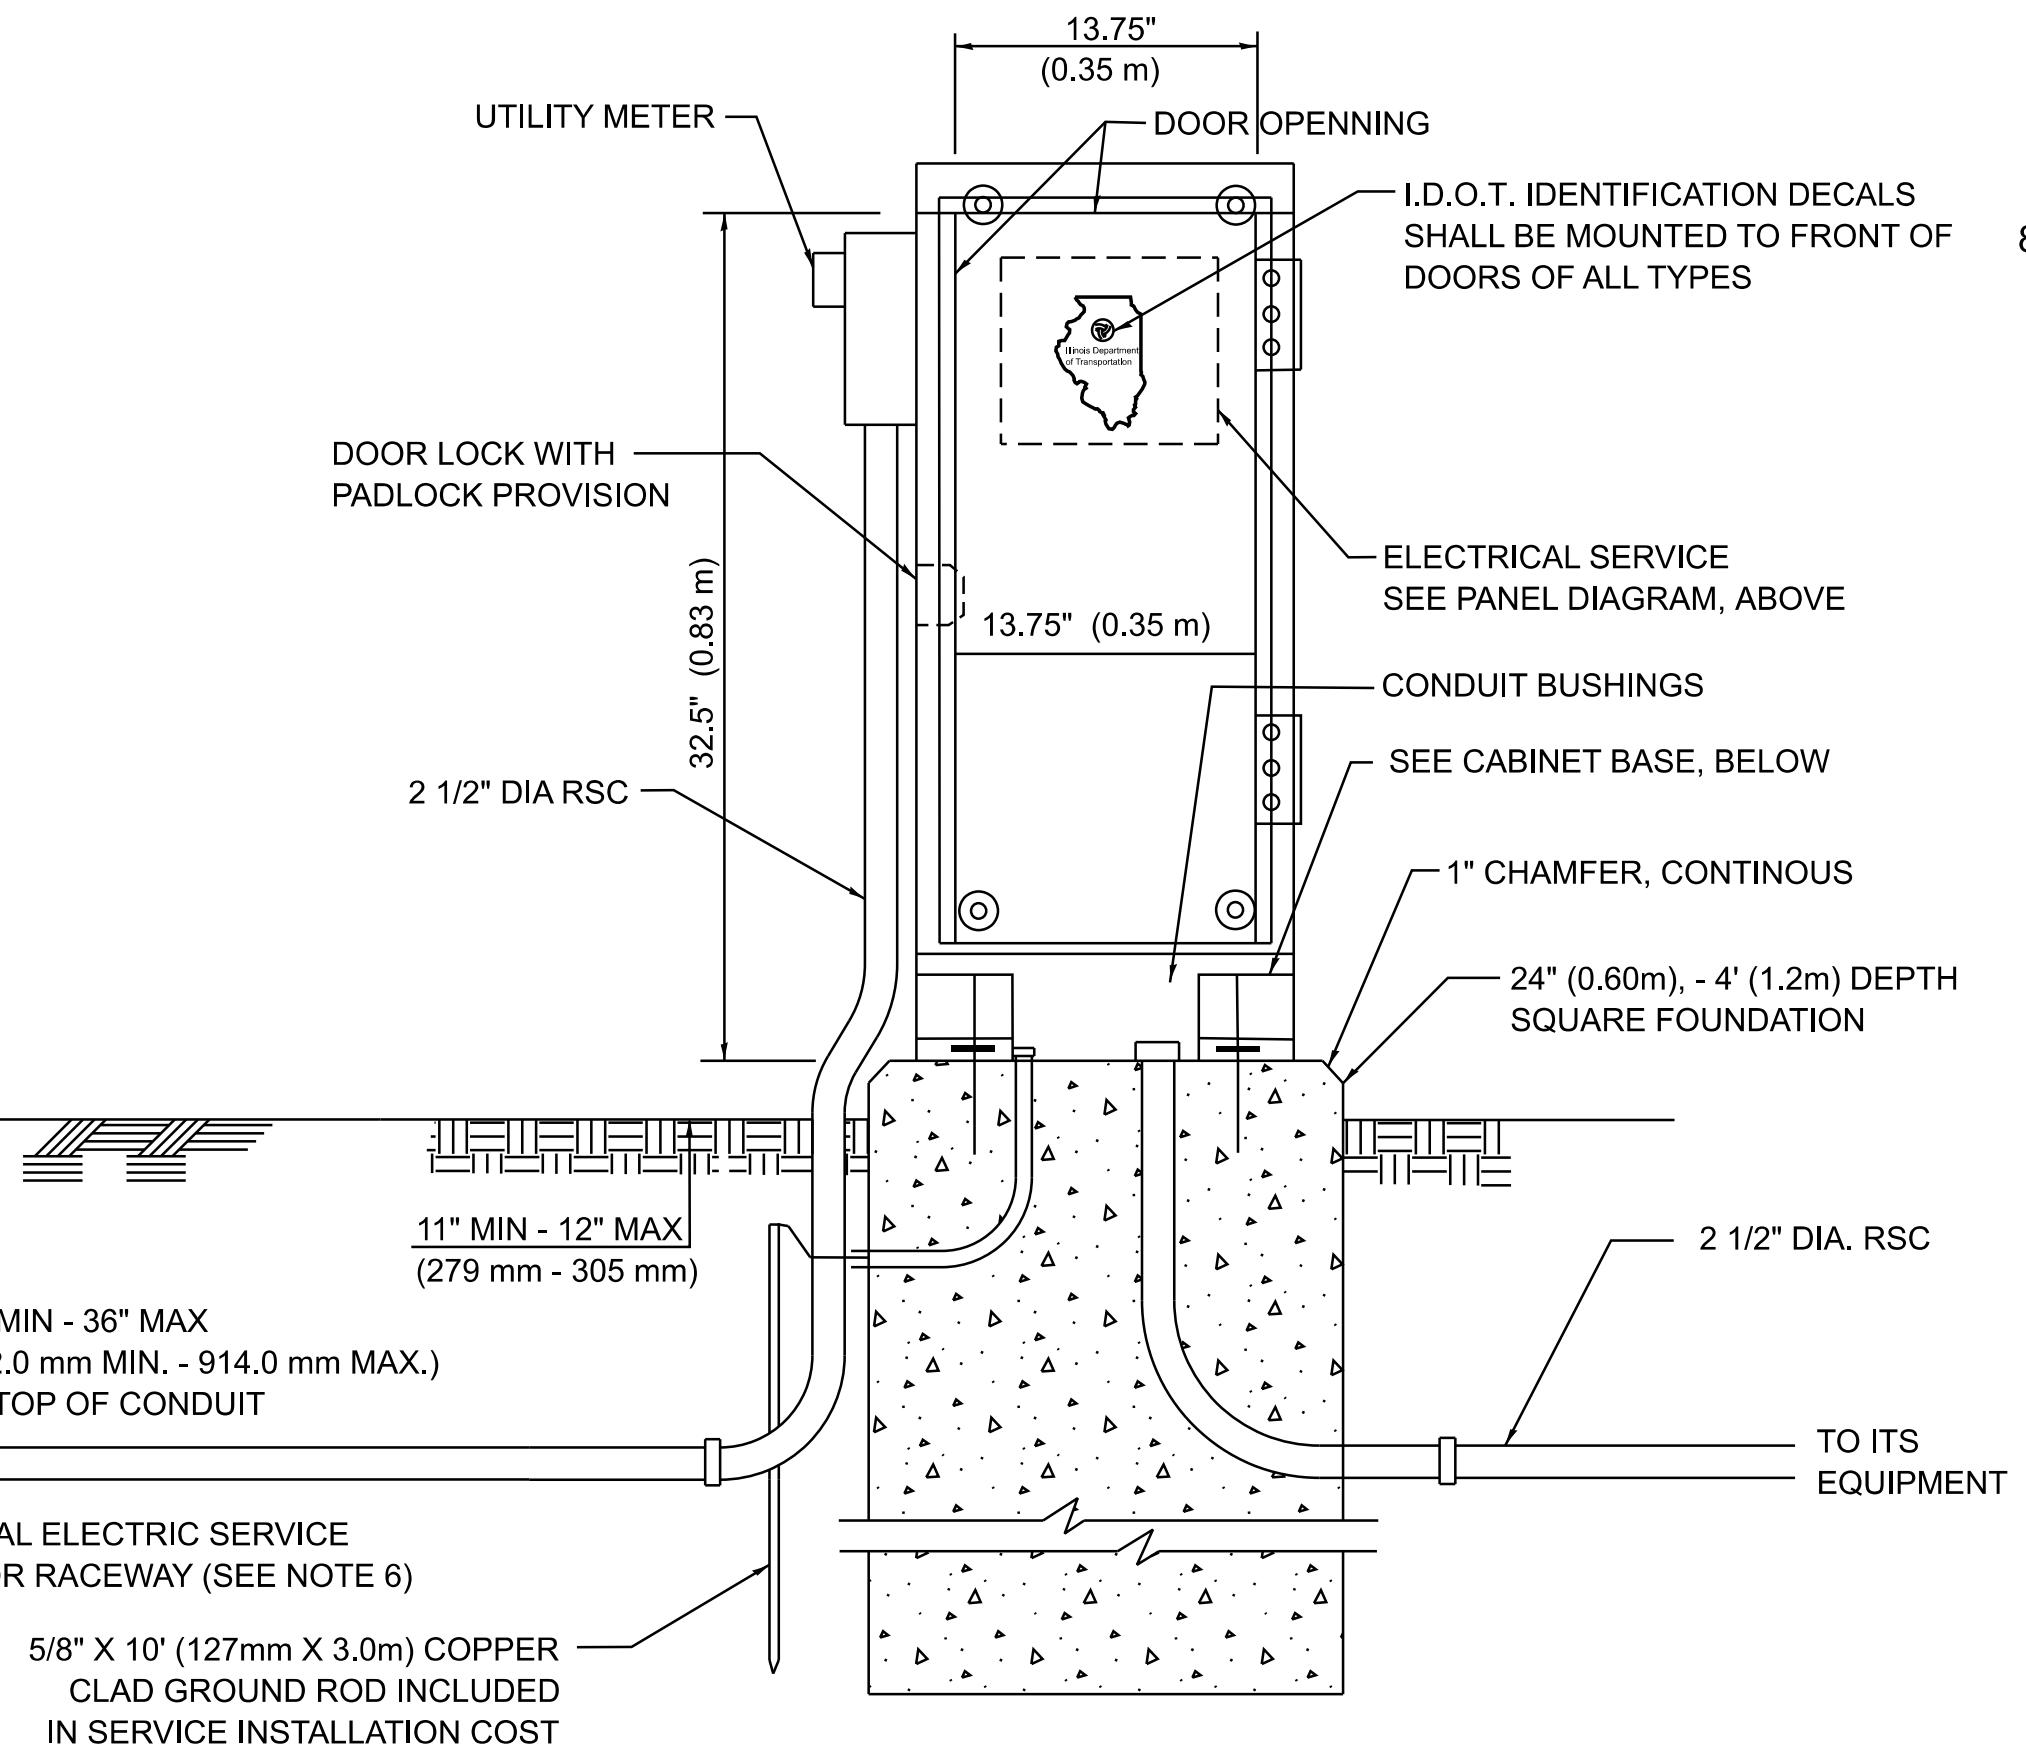 13.75"
(0.35 m)
UTILITY METER
DOOR OPENNING
I.D.O.T. IDENTIFICATION DECALS
SHALL BE MOUNTED TO FRONT OF
DOORS OF ALL TYPES
Illinois Department
of Transportation
DOOR LOCK WITH
PADLOCK PROVISION
ELECTRICAL SERVICE
SEE PANEL DIAGRAM, ABOVE
13.75" (0.35 m)
32.5" (0.83 m)
CONDUIT BUSHINGS
SEE CABINET BASE, BELOW
2 1/2" DIA RSC
1" CHAMFER, CONTINOUS
24" (0.60m), - 4' (1.2m) DEPTH
SQUARE FOUNDATION
11" MIN - 12" MAX
(279 mm - 305 mm)
2 1/2" DIA. RSC
MIN - 36" MAX
2.0 mm MIN. - 914.0 mm MAX.)
TOP OF CONDUIT
TO ITS
EQUIPMENT
AL ELECTRIC SERVICE
OR RACEWAY (SEE NOTE 6)
5/8" X 10' (127mm X 3.0m) COPPER
CLAD GROUND ROD INCLUDED
IN SERVICE INSTALLATION COST